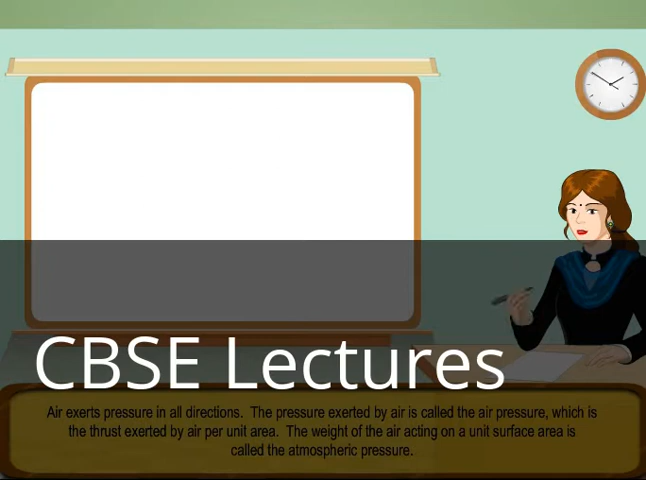 CBSE Lectures
Air exerts pressure in all directions. The pressure exerted by air is called the air pressure, which is
the thrust exerted by air per unit area. The weight of the air acting on a unit surface area is
called the atmospheric pressure.